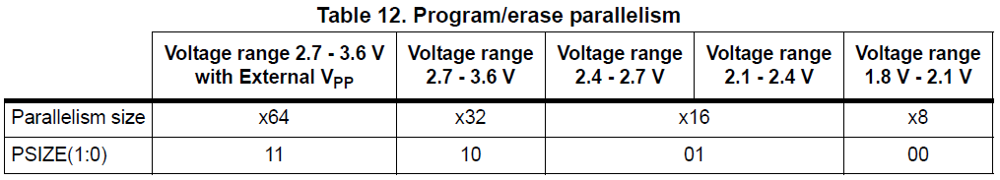 Table 12. Program/erase parallelism
Voltage range 2.7 - 3.6 V with External VPP Voltage range 2.7 - 3.6 V Voltage range 2.4 - 2.7 V Voltage range 2.1 - 2.4 V Voltage range 1.8 V - 2.1 V
Parallelism size x64 x32 x16 x8
PSIZE(1:0) 11 10 01 00